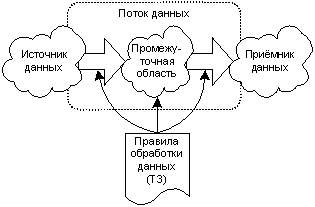 Поток данных
Источник
данных
Промежу-
точная
область
Приёмник
данных
Правила
обработки
данных
(ТЗ)